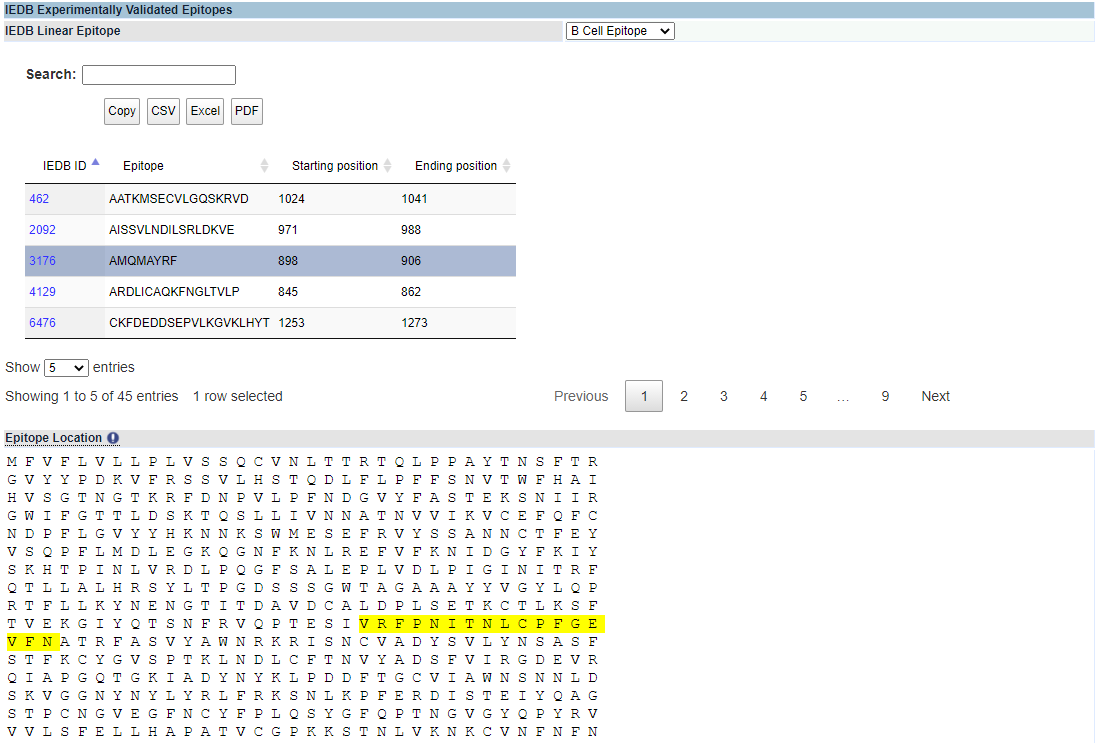 IEDB Experimentally Validated Epitopes
IEDB Linear Epitope B Cell Epitope
Search:
Copy CSV Excel PDF
IEDB ID Epitope Starting position Ending position
462 AATKMSECVLGQSKRVD 1024 1041
2092 AISSVLNDILSRLDKVE 971 988
3176 AMQMAYRF 898 906
4129 ARDLICAQKFNGLTVLP 845 862
6476 CKFDEDDSEPVLKGVKLHYT 1253 1273
Show 5 entries
Showing 1 to 5 of 45 entries 1 row selected Previous 1 2 3 4 5 … 9 Next
Epitope Location
M F V F L V L L P L V S S Q C V N L T T R T Q L P P A Y T N S F T R
G V Y Y P D K V F R S S V L H S T Q D L F L P F F S N V T W F H A I
H V S G T N G T K R F D N P V L P F N D G V Y F A S T E K S N I I R
G W I F G T T L D S K T Q S L L I V N N A T N V V I K V C E F Q F C
N D P F L G V Y Y H K N N K S W M E S E F R V Y S S A N N C T F E Y
V S Q P F L M D L E G K Q G N F K N L R E F V F K N I D G Y F K I Y
S K H T P I N L V R D L P Q G F S A L E P L V D L P I G I N I T R F
Q T L L A L H R S Y L T P G D S S S G W T A G A A A Y Y V G Y L Q P
R T F L L K Y N E N G T I T D A V D C A L D P L S E T K C T L K S F
T V E K G I Y Q T S N F R V Q P T E S I V R F P N I T N L C P F G E
V F N A T R F A S V Y A W N R K R I S N C V A D Y S V L Y N S A S F
S T F K C Y G V S P T K L N D L C F T N V Y A D S F V I R G D E V R
Q I A P G Q T G K I A D Y N Y K L P D D F T G C V I A W N S N N L D
S K V G G N Y N Y L Y R L F R K S N L K P F E R D I S T E I Y Q A G
S T P C N G V E G F N C Y F P L Q S Y G F Q P T N G V G Y Q P Y R V
V V L S F E L L H A P A T V C G P K K S T N L V K N K C V N F N F N